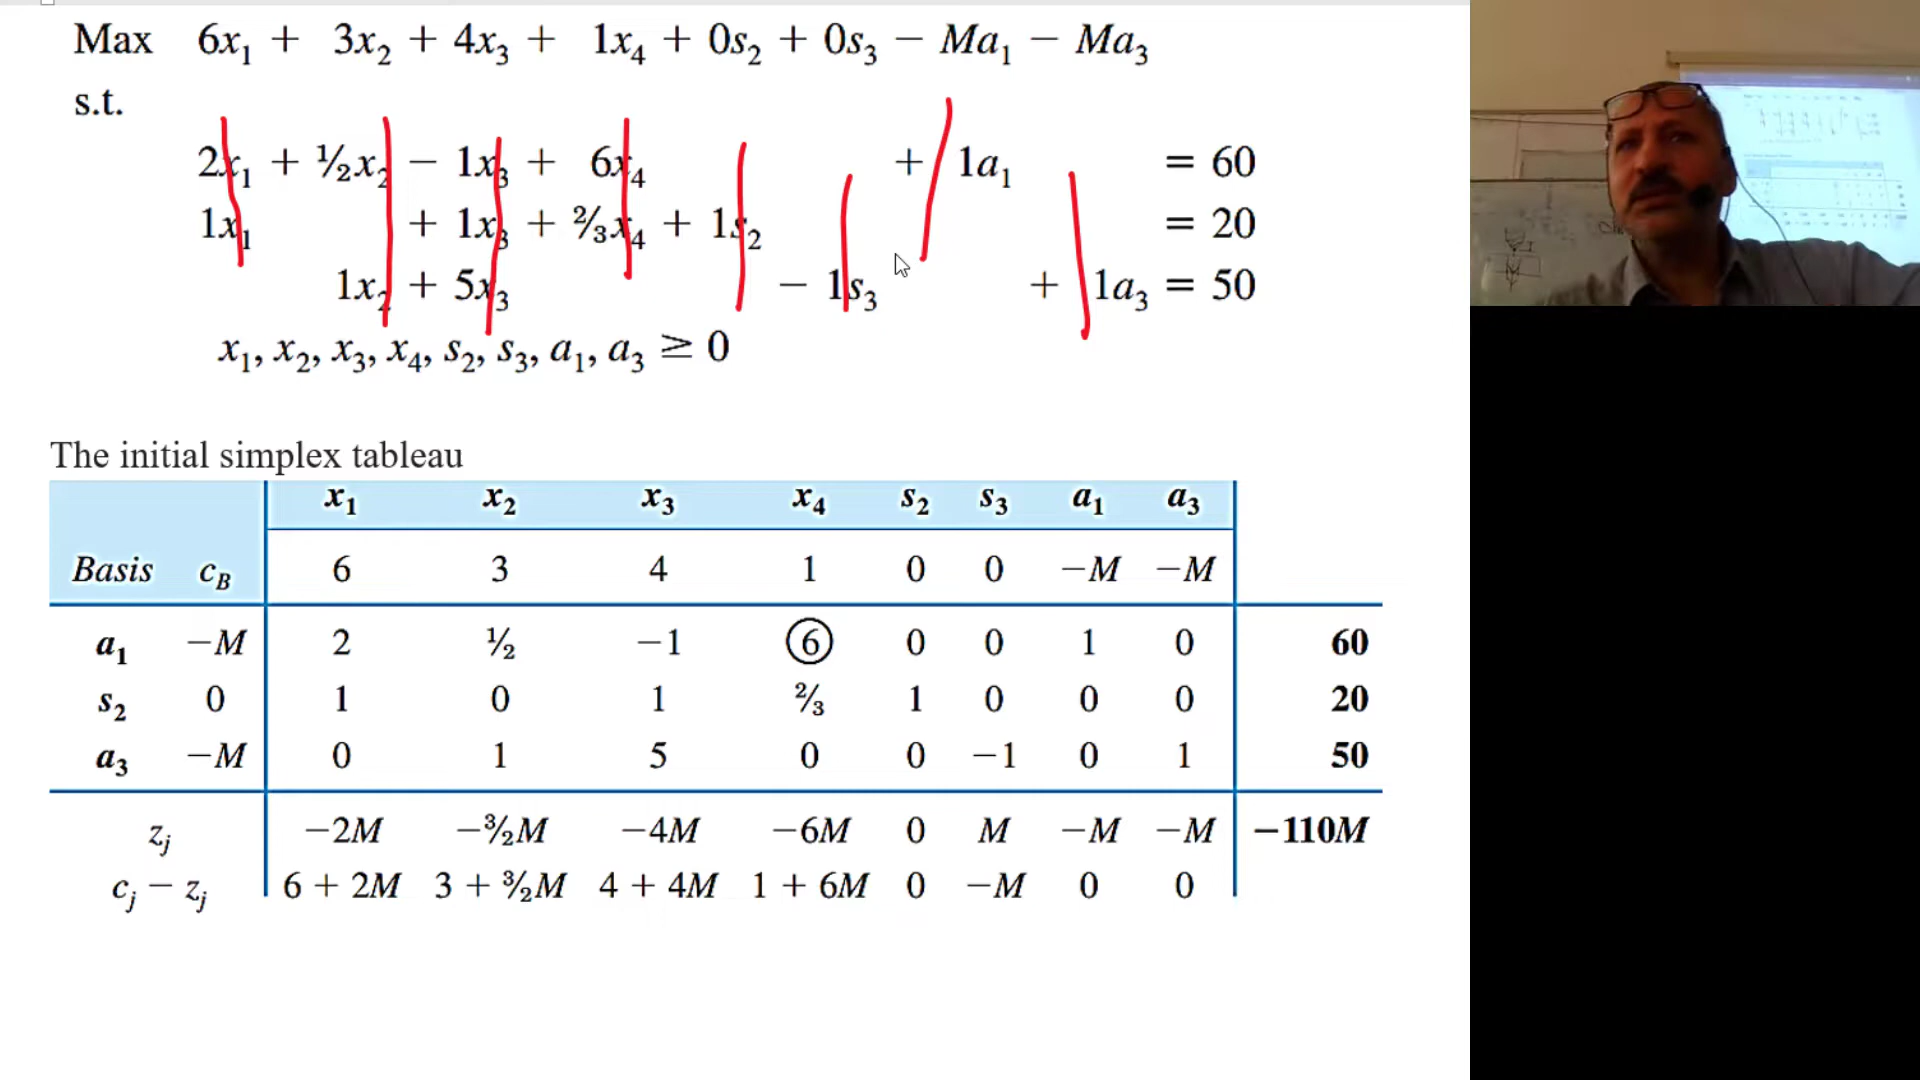 Max 6x₁ + 3x₂ + 4x₃ + 1x₄ + 0s₂ + 0s₃ − Ma₁ − Ma₃
s.t.
2x₁ + ½x₂ − 1x₃ + 6x₄ + 1a₁ = 60
1x₁ + 1x₃ + ⅔x₄ + 1s₂ = 20
1x₂ + 5x₃ − 1s₃ + 1a₃ = 50
x₁, x₂, x₃, x₄, s₂, s₃, a₁, a₃ ≥ 0
The initial simplex tableau
x₁ x₂ x₃ x₄ s₂ s₃ a₁ a₃
Basis c_B 6 3 4 1 0 0 −M −M
a₁ −M 2 ½ −1 6 0 0 1 0 60
s₂ 0 1 0 1 ⅔ 1 0 0 0 20
a₃ −M 0 1 5 0 0 −1 0 1 50
zⱼ −2M −3⁄2M −4M −6M 0 M −M −M −110M
cⱼ − zⱼ 6 + 2M 3 + 3⁄2M 4 + 4M 1 + 6M 0 −M 0 0